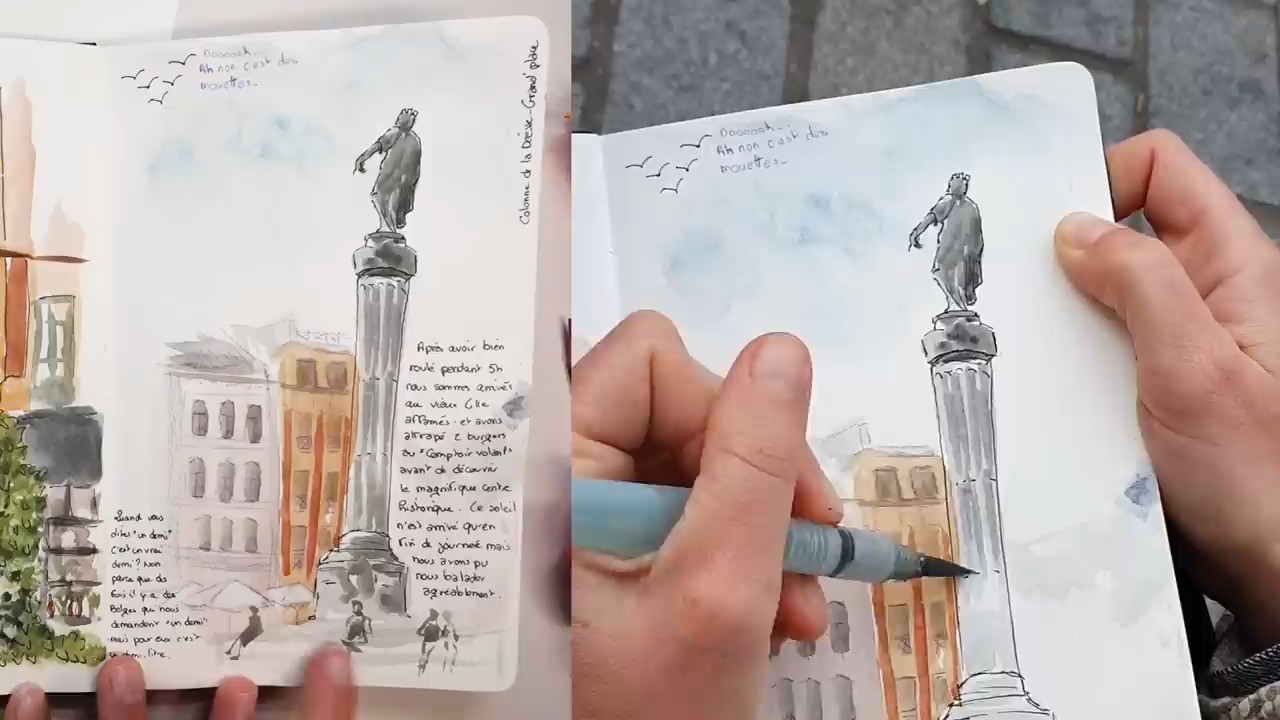 Ooooooh...
Ah non c'est des
mouettes...
Colonne de la Déesse - Grand'place
Après avoir bien
roulé pendant 5h
nous sommes arrivés
au vieux Lille
affamés. et avons
attrapé 2 burgers
au "Comptoir volant"
avant de découvrir
le magnifique centre
historique. Le soleil
n'est arrivé qu'en
fin de journée mais
nous avons pu
nous balader
agréablement.
Quand vous
dites "un demi"
c'est un vrai
demi ? Non
parce que des
fois il y a des
Belges qui nous
demandent "un demi"
mais pour eux c'est
un demi-litre.
Ooooooh...
Ah non c'est des
mouettes...